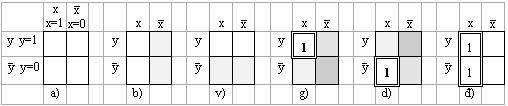 x x̅ x x̅ x x̅ x x̅ x x̅ x x̅
x=1 x=0
y y=1 y y y 1 y y 1
y̅ y=0 y̅ y̅ y̅ y̅ 1 y̅ 1
a) b) v) g) d) đ)